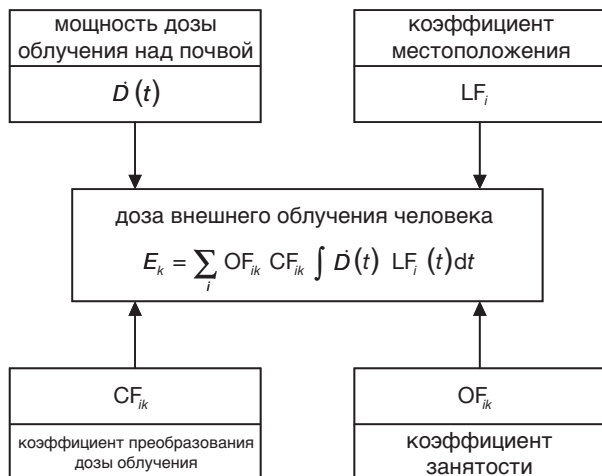 мощность дозы
облучения над почвой
Ḋ(t)
коэффициент
местоположения
LF_i
доза внешнего облучения человека
E_k = ∑_i OF_ik CF_ik ∫ Ḋ(t) LF_i (t)dt
CF_ik
коэффициент преобразования
дозы облучения
OF_ik
коэффициент
занятости